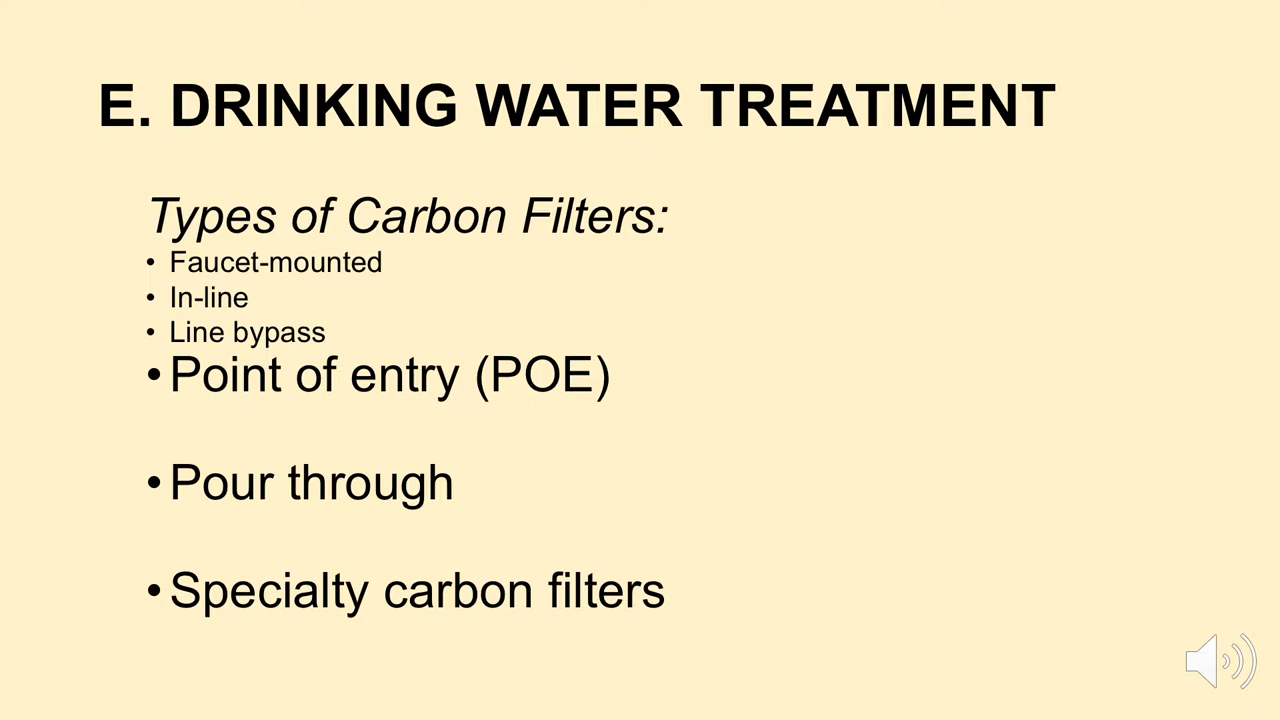 E. DRINKING WATER TREATMENT
Types of Carbon Filters:
• Faucet-mounted
• In-line
• Line bypass
• Point of entry (POE)
• Pour through
• Specialty carbon filters